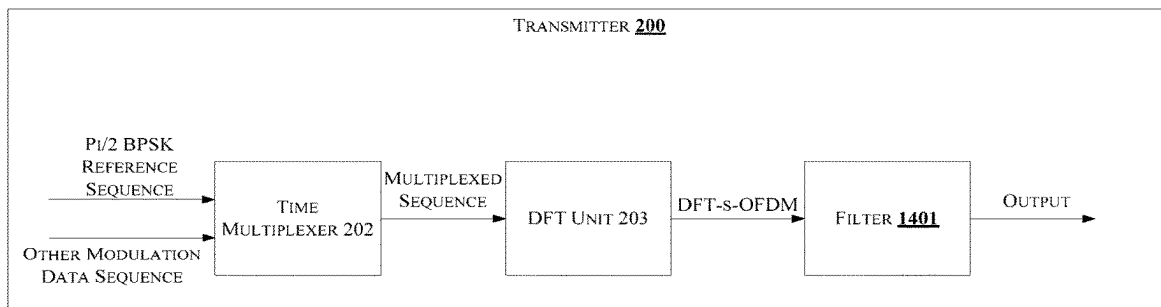 TRANSMITTER 200
PI/2 BPSK
REFERENCE
SEQUENCE
OTHER MODULATION
DATA SEQUENCE
TIME
MULTIPLEXER 202
MULTIPLEXED
SEQUENCE
DFT UNIT 203
DFT-S-OFDM
FILTER 1401
OUTPUT